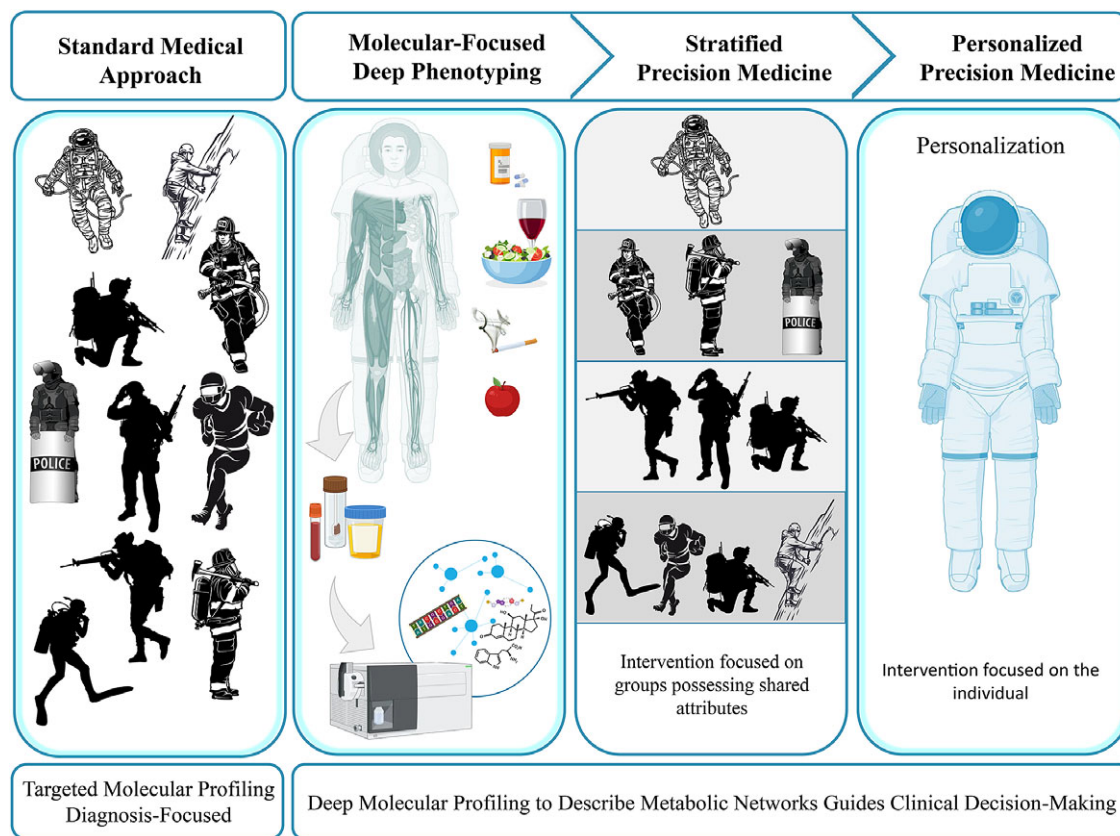 Standard Medical
Approach
Molecular-Focused
Deep Phenotyping
Stratified
Precision Medicine
Personalized
Precision Medicine
POLICE
POLICE
Intervention focused on
groups possessing shared
attributes
Personalization
Intervention focused on the
individual
Targeted Molecular Profiling
Diagnosis-Focused
Deep Molecular Profiling to Describe Metabolic Networks Guides Clinical Decision-Making